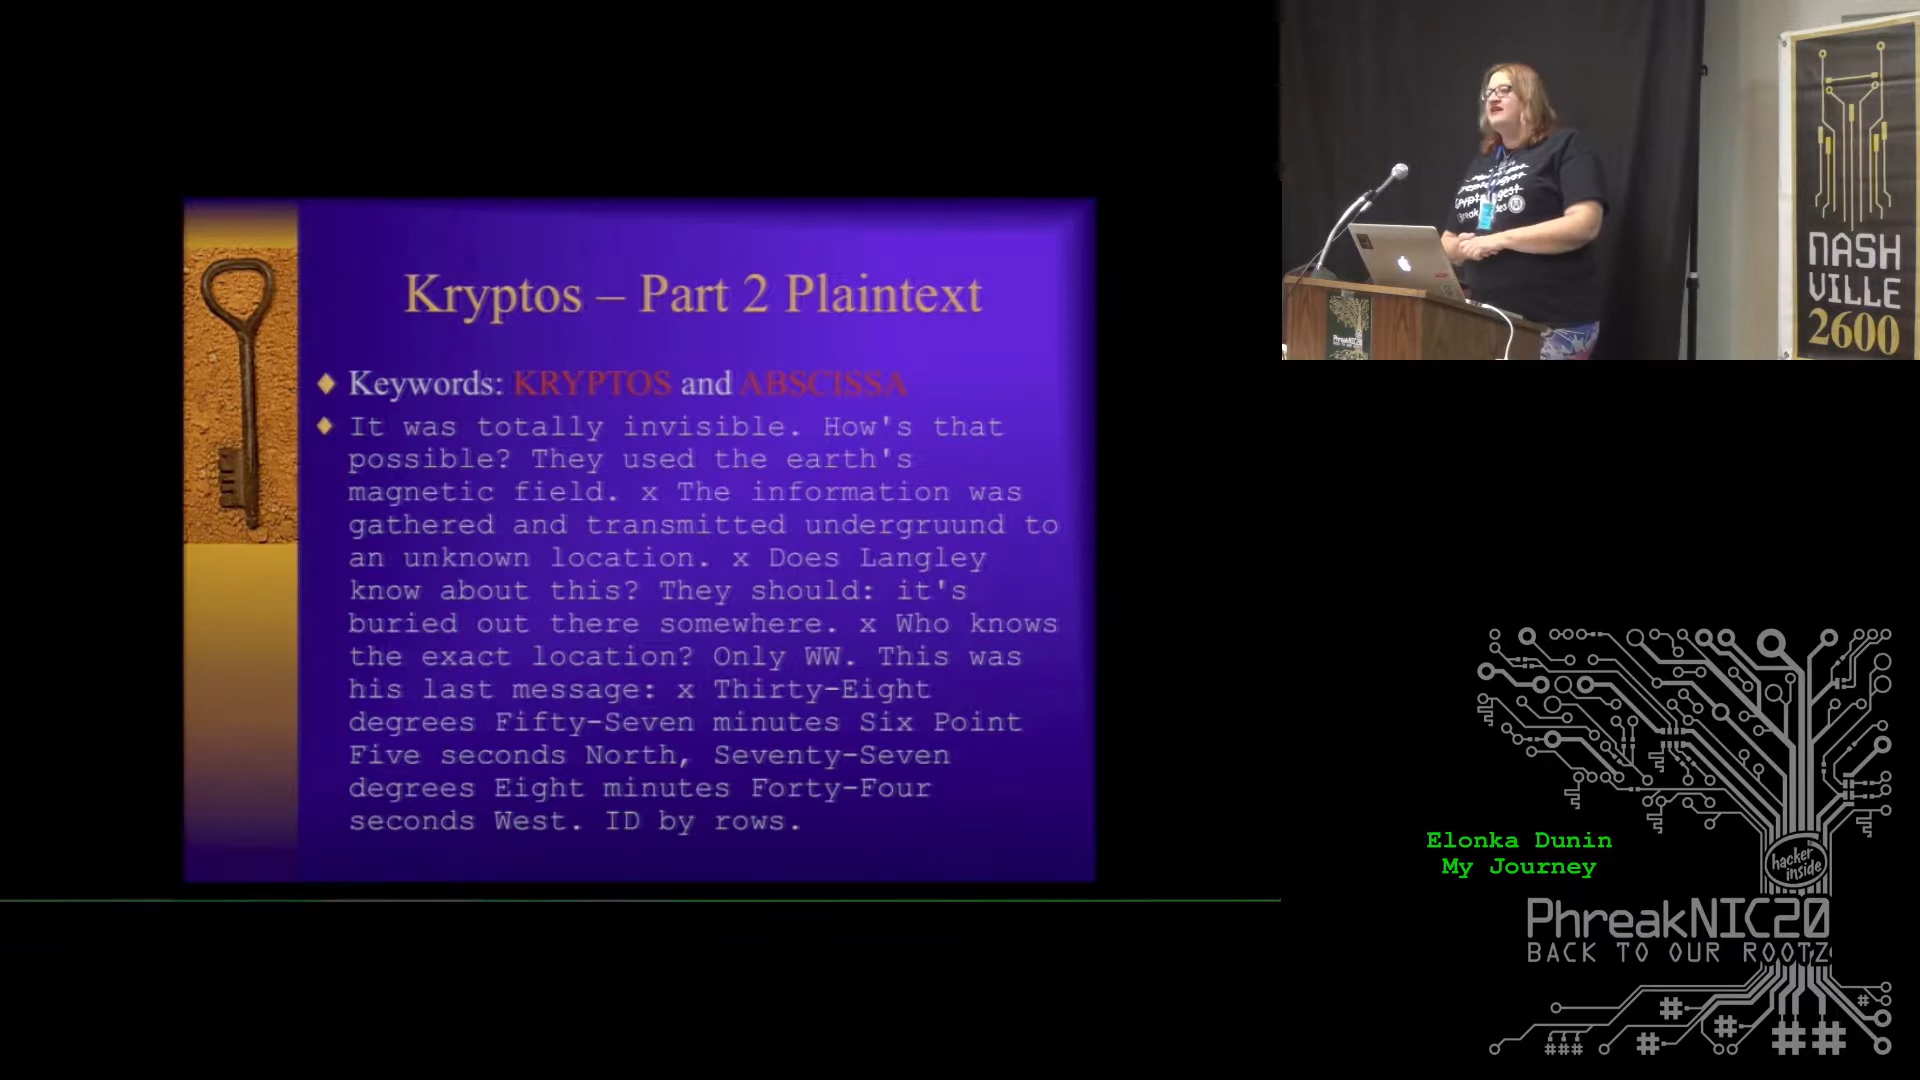 Kryptos – Part 2 Plaintext
Keywords: KRYPTOS and ABSCISSA
It was totally invisible. How's that
possible? They used the earth's
magnetic field. x The information was
gathered and transmitted undergruund to
an unknown location. x Does Langley
know about this? They should: it's
buried out there somewhere. x Who knows
the exact location? Only WW. This was
his last message: x Thirty-Eight
degrees Fifty-Seven minutes Six Point
Five seconds North, Seventy-Seven
degrees Eight minutes Forty-Four
seconds West. ID by rows.
NASH
VILLE
2600
Elonka Dunin
My Journey
hacker
inside
PhreakNIC20
BACK TO OUR ROOTZ
#
#
#
#
##
###